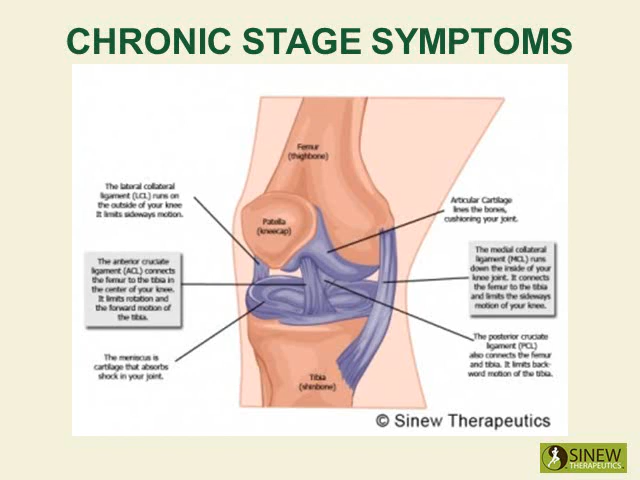 CHRONIC STAGE SYMPTOMS
Femur
(thighbone)
The lateral collateral
ligament (LCL) runs on
the outside of your knee
It limits sideways motion.
Patella
(kneecap)
Articular Cartilage
lines the bones,
cushioning your joint.
The anterior cruciate
ligament (ACL) connects
the femur to the tibia in
the center of your knee.
It limits rotation and
the forward motion of
the tibia.
The medial collateral
ligament (MCL) runs
down the inside of your
knee joint. It connects
the femur to the tibia
and limits the sideways
motion of your knee.
The meniscus is
cartilage that absorbs
shock in your joint.
The posterior cruciate
ligament (PCL)
also connects the femur
and tibia. It limits back-
word motion of the tibia.
Tibia
(shinbone)
© Sinew Therapeutics
SINEW
THERAPEUTICS.